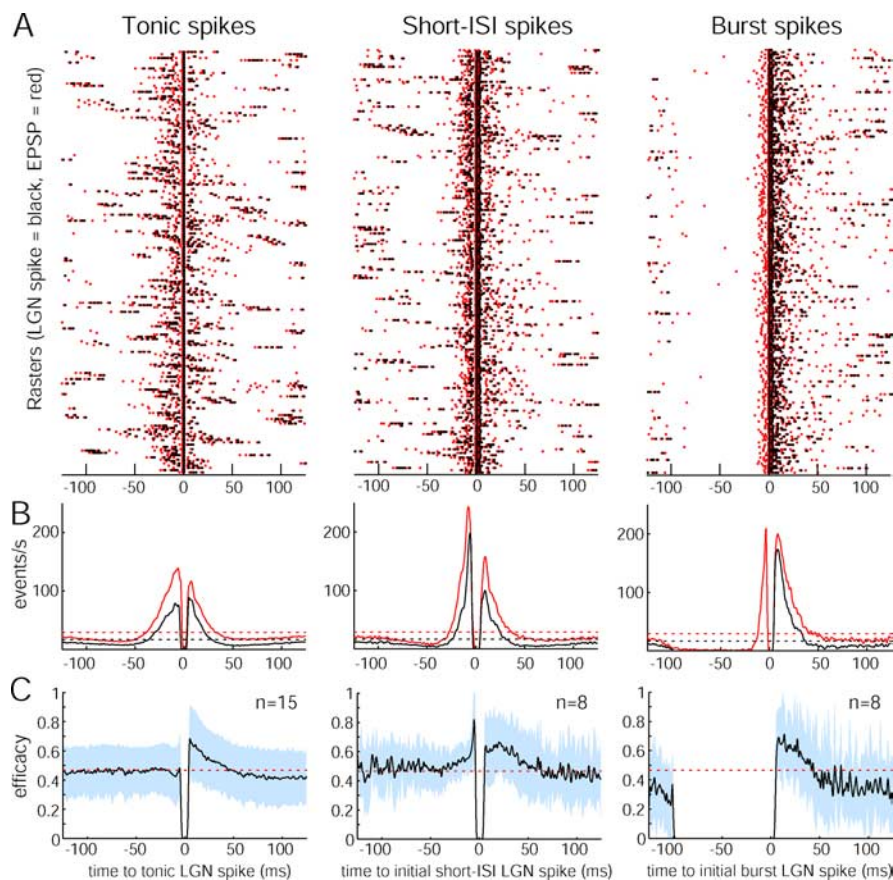 A
Tonic spikes
Short-ISI spikes
Burst spikes
Rasters (LGN spike = black, EPSP = red)
-100 -50 0 50 100
-100 -50 0 50 100
-100 -50 0 50 100
B
events/s
200
100
200
100
200
100
-100 -50 0 50 100
-100 -50 0 50 100
-100 -50 0 50 100
C
efficacy
1
0.8
0.6
0.4
0.2
0
n=15
1
0.8
0.6
0.4
0.2
0
n=8
1
0.8
0.6
0.4
0.2
0
n=8
-100 -50 0 50 100
-100 -50 0 50 100
-100 -50 0 50 100
time to tonic LGN spike (ms)
time to initial short-ISI LGN spike (ms)
time to initial burst LGN spike (ms)